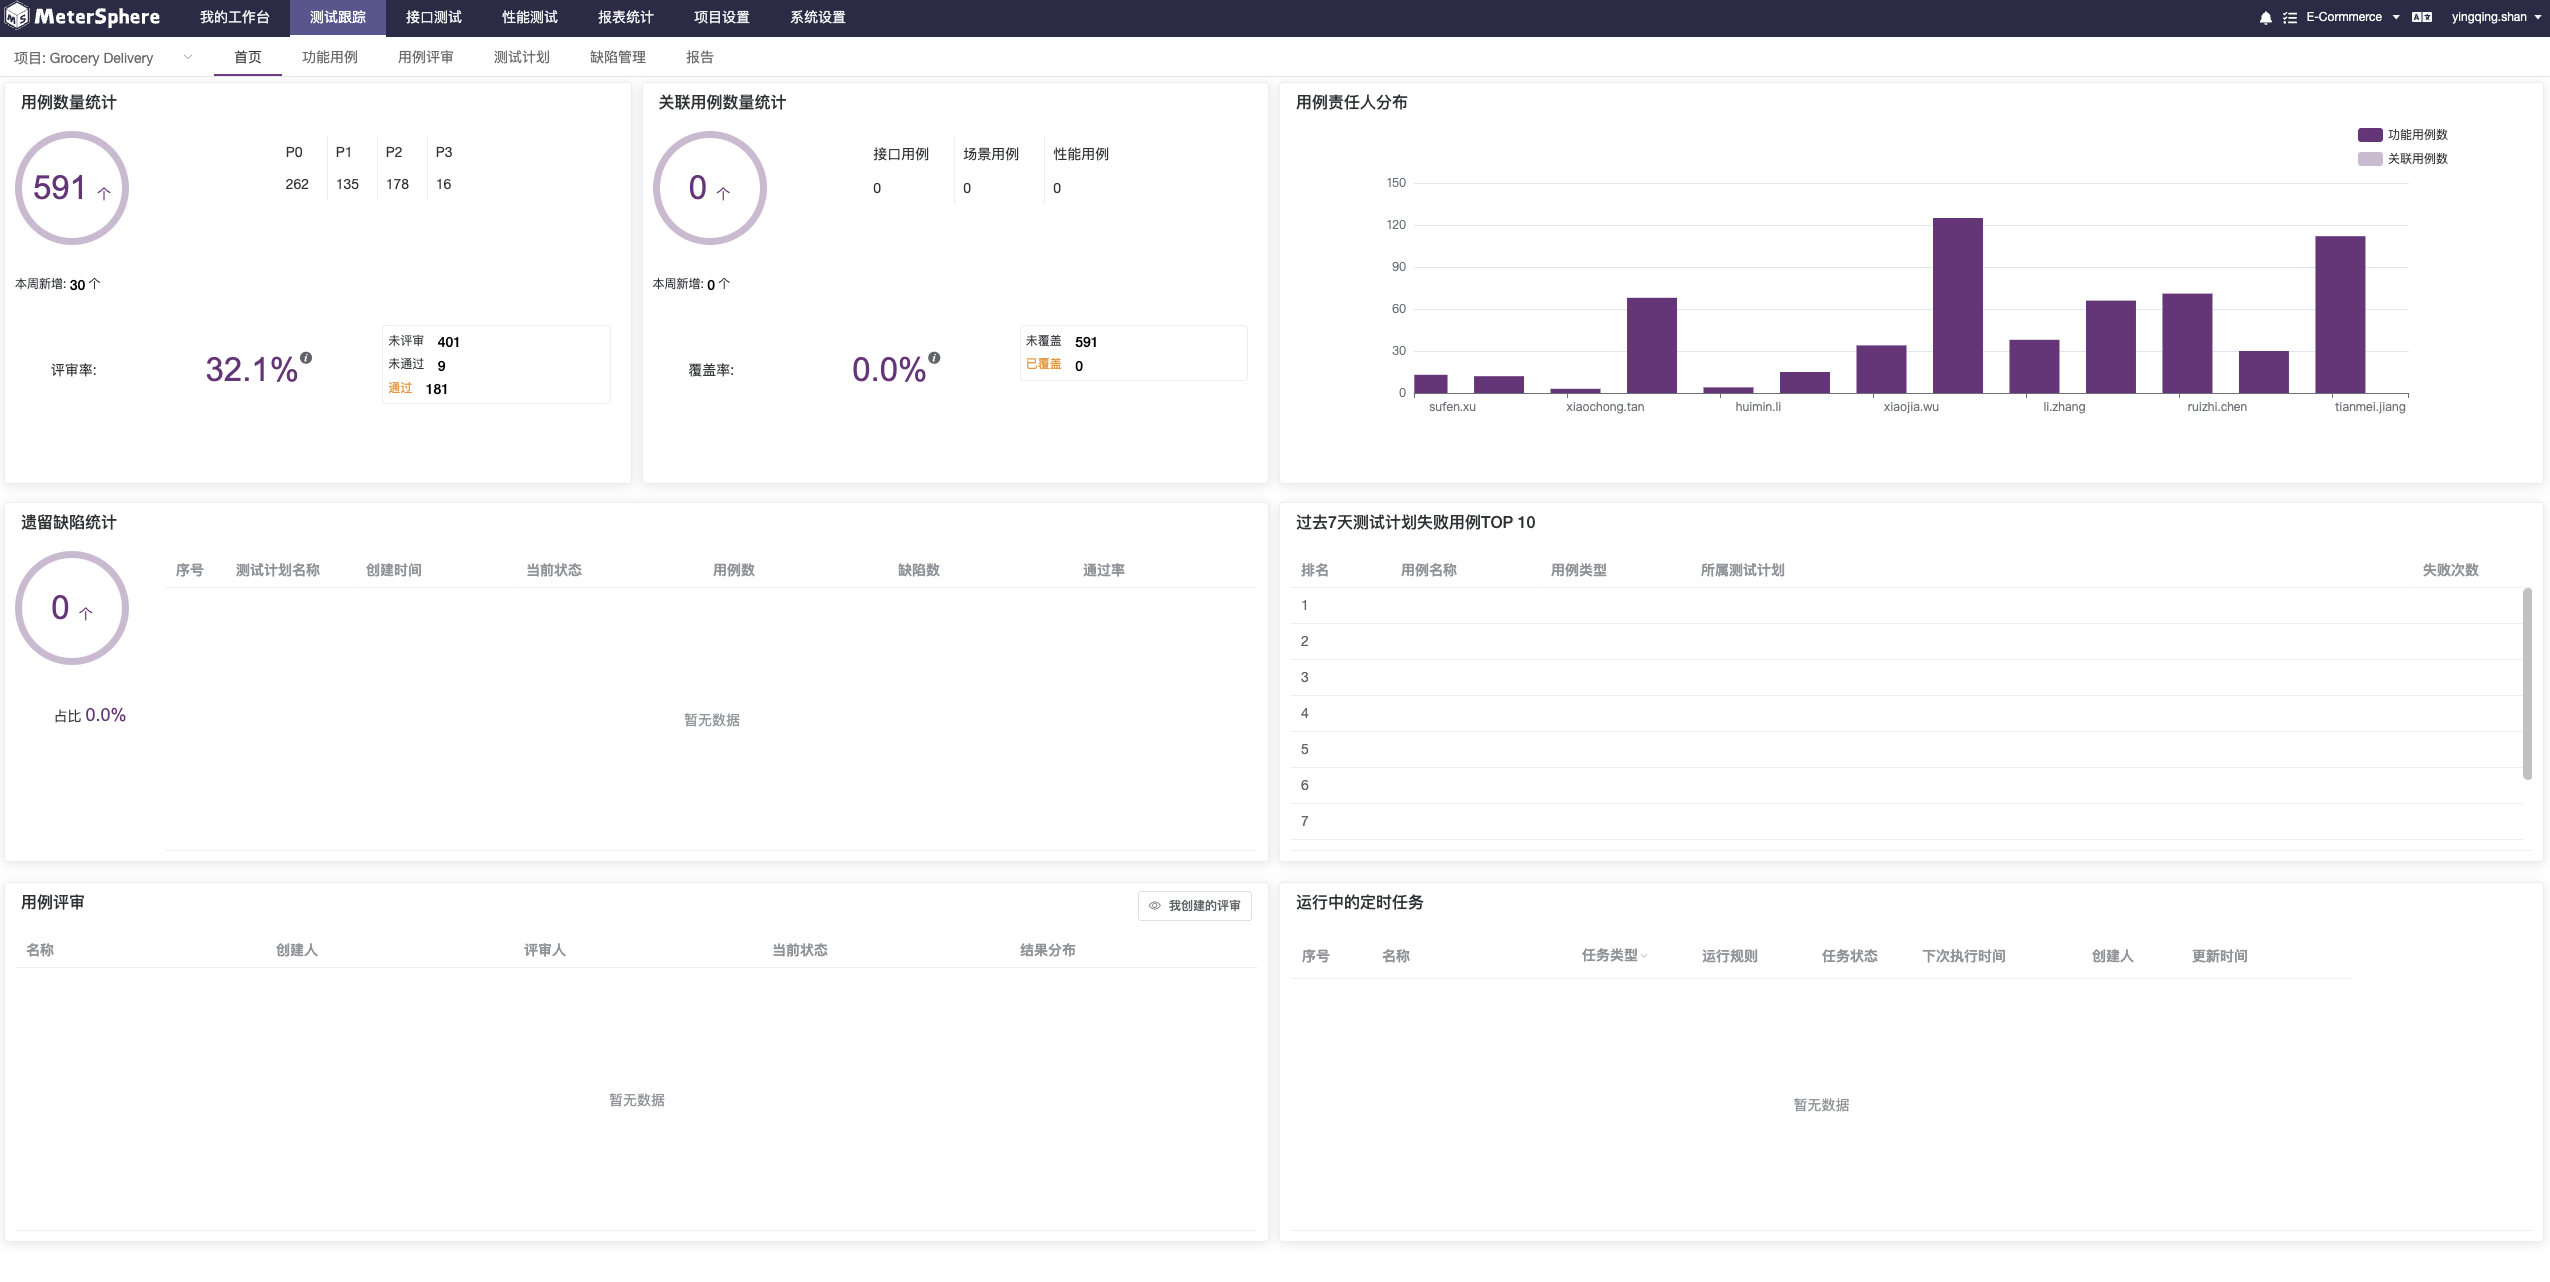 MeterSphere 我的工作台 测试跟踪 接口测试 性能测试 报表统计 项目设置 系统设置 E-Cormmerce yingqing.shan
项目: Grocery Delivery 首页 功能用例 用例评审 测试计划 缺陷管理 报告
用例数量统计
591 个
P0 P1 P2 P3
262 135 178 16
本周新增: 30 个
评审率: 32.1%
未评审 401
未通过 9
通过 181
关联用例数量统计
0 个
接口用例 场景用例 性能用例
0 0 0
本周新增: 0 个
覆盖率: 0.0%
未覆盖 591
已覆盖 0
用例责任人分布
功能用例数
关联用例数
150
120
90
60
30
0
sufen.xu xiaochong.tan huimin.li xiaojia.wu li.zhang ruizhi.chen tianmei.jiang
遗留缺陷统计
0 个
占比 0.0%
序号 测试计划名称 创建时间 当前状态 用例数 缺陷数 通过率
暂无数据
过去7天测试计划失败用例TOP 10
排名 用例名称 用例类型 所属测试计划 失败次数
1
2
3
4
5
6
7
用例评审
我创建的评审
名称 创建人 评审人 当前状态 结果分布
暂无数据
运行中的定时任务
序号 名称 任务类型 运行规则 任务状态 下次执行时间 创建人 更新时间
暂无数据